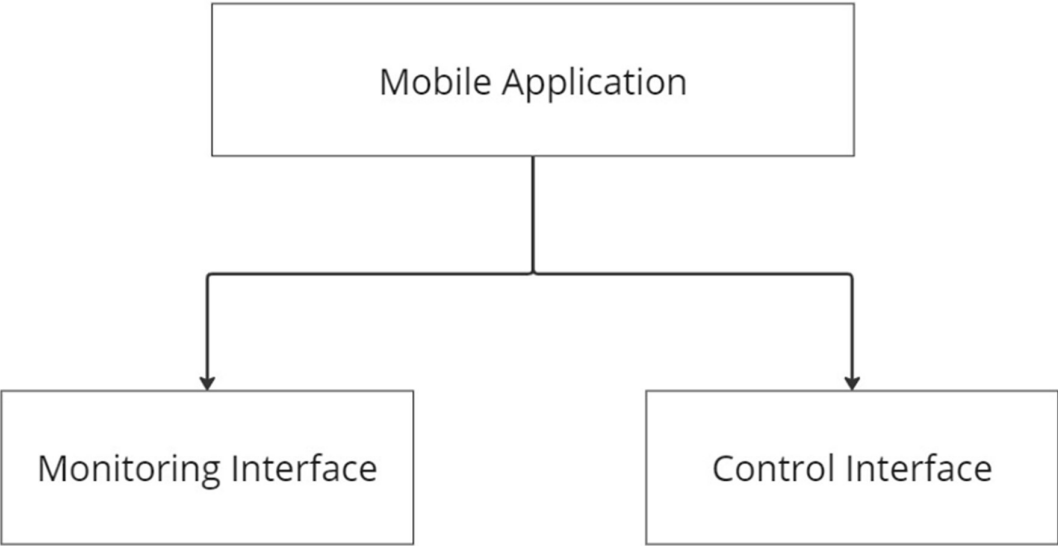 Mobile Application
Monitoring Interface
Control Interface